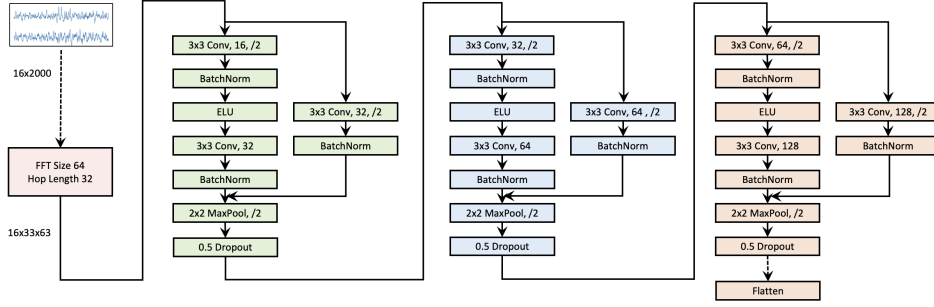 16x2000
FFT Size 64
Hop Length 32
16x33x63
3x3 Conv, 16, /2
BatchNorm
ELU
3x3 Conv, 32
BatchNorm
3x3 Conv, 32, /2
BatchNorm
2x2 MaxPool, /2
0.5 Dropout
3x3 Conv, 32, /2
BatchNorm
ELU
3x3 Conv, 64
BatchNorm
3x3 Conv, 64 , /2
BatchNorm
2x2 MaxPool, /2
0.5 Dropout
3x3 Conv, 64, /2
BatchNorm
ELU
3x3 Conv, 128
BatchNorm
3x3 Conv, 128, /2
BatchNorm
2x2 MaxPool, /2
0.5 Dropout
Flatten